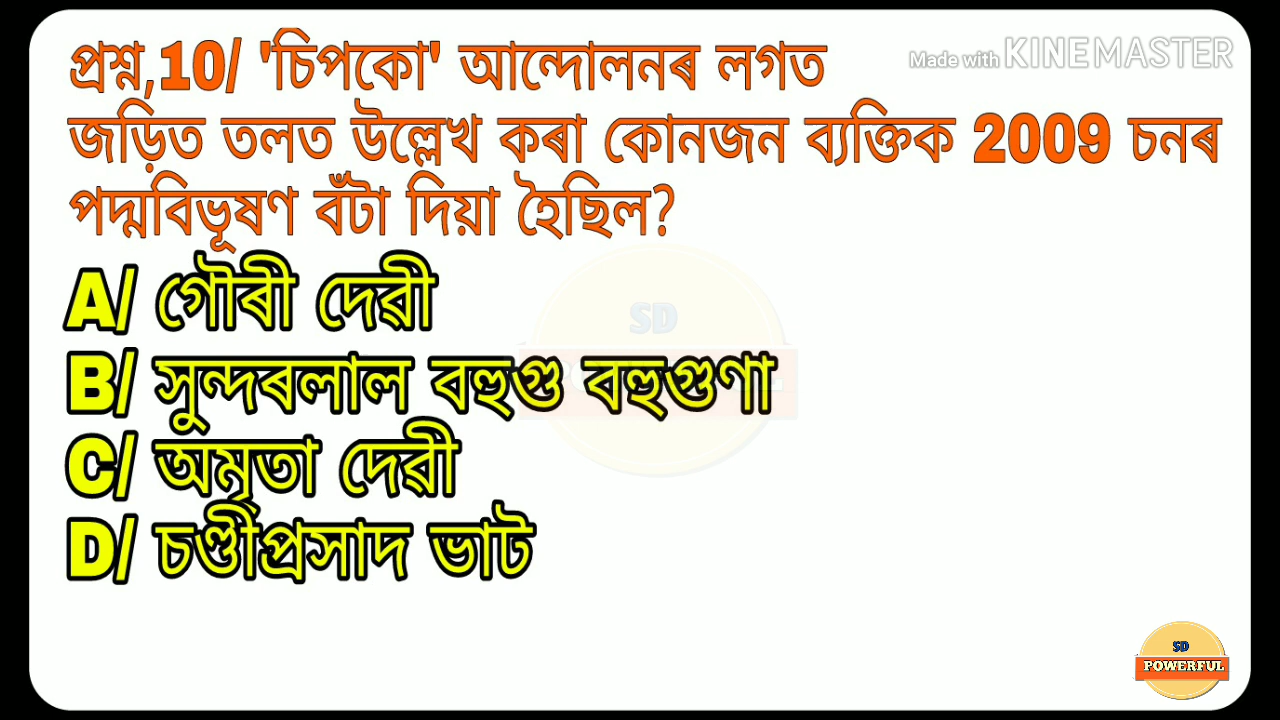 প্ৰশ্ন,10/ 'চিপকো' আন্দোলনৰ লগত
Made with KINEMASTER
জড়িত তলত উল্লেখ কৰা কোনজন ব্যক্তিক 2009 চনৰ
পদ্মবিভূষণ বঁটা দিয়া হৈছিল?
A/ গৌৰী দেৱী
SD
B/ সুন্দৰলাল বহুগু বহুগুণা
POWERFUL
C/ অমৃতা দেৱী
D/ চণ্ডীপ্ৰসাদ ভাট
SD
POWERFUL